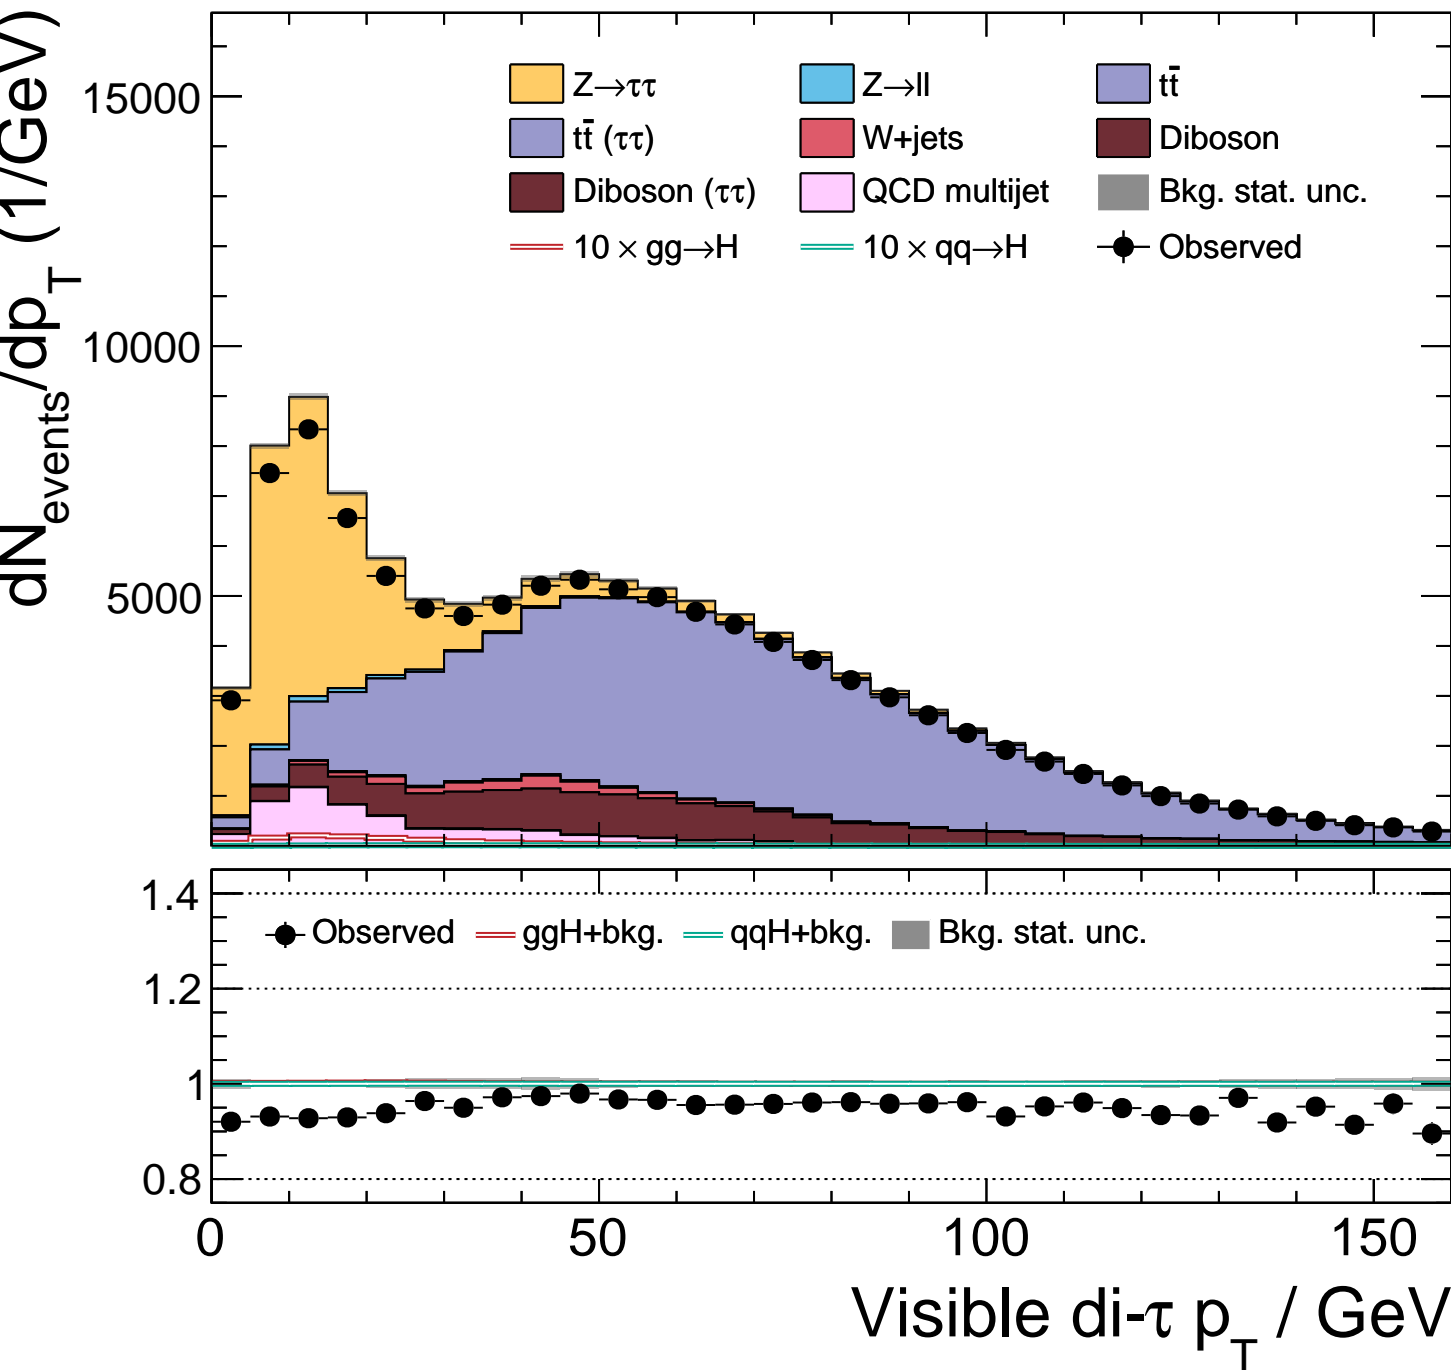 dN_events/dp_T (1/GeV)
15000
10000
5000
Z→ττ Z→ll tt̄
tt̄ (ττ) W+jets Diboson
Diboson (ττ) QCD multijet Bkg. stat. unc.
10 × gg→H 10 × qq→H Observed
1.4
1.2
1
0.8
Observed ggH+bkg. qqH+bkg. Bkg. stat. unc.
0 50 100 150
Visible di-τ p_T / GeV